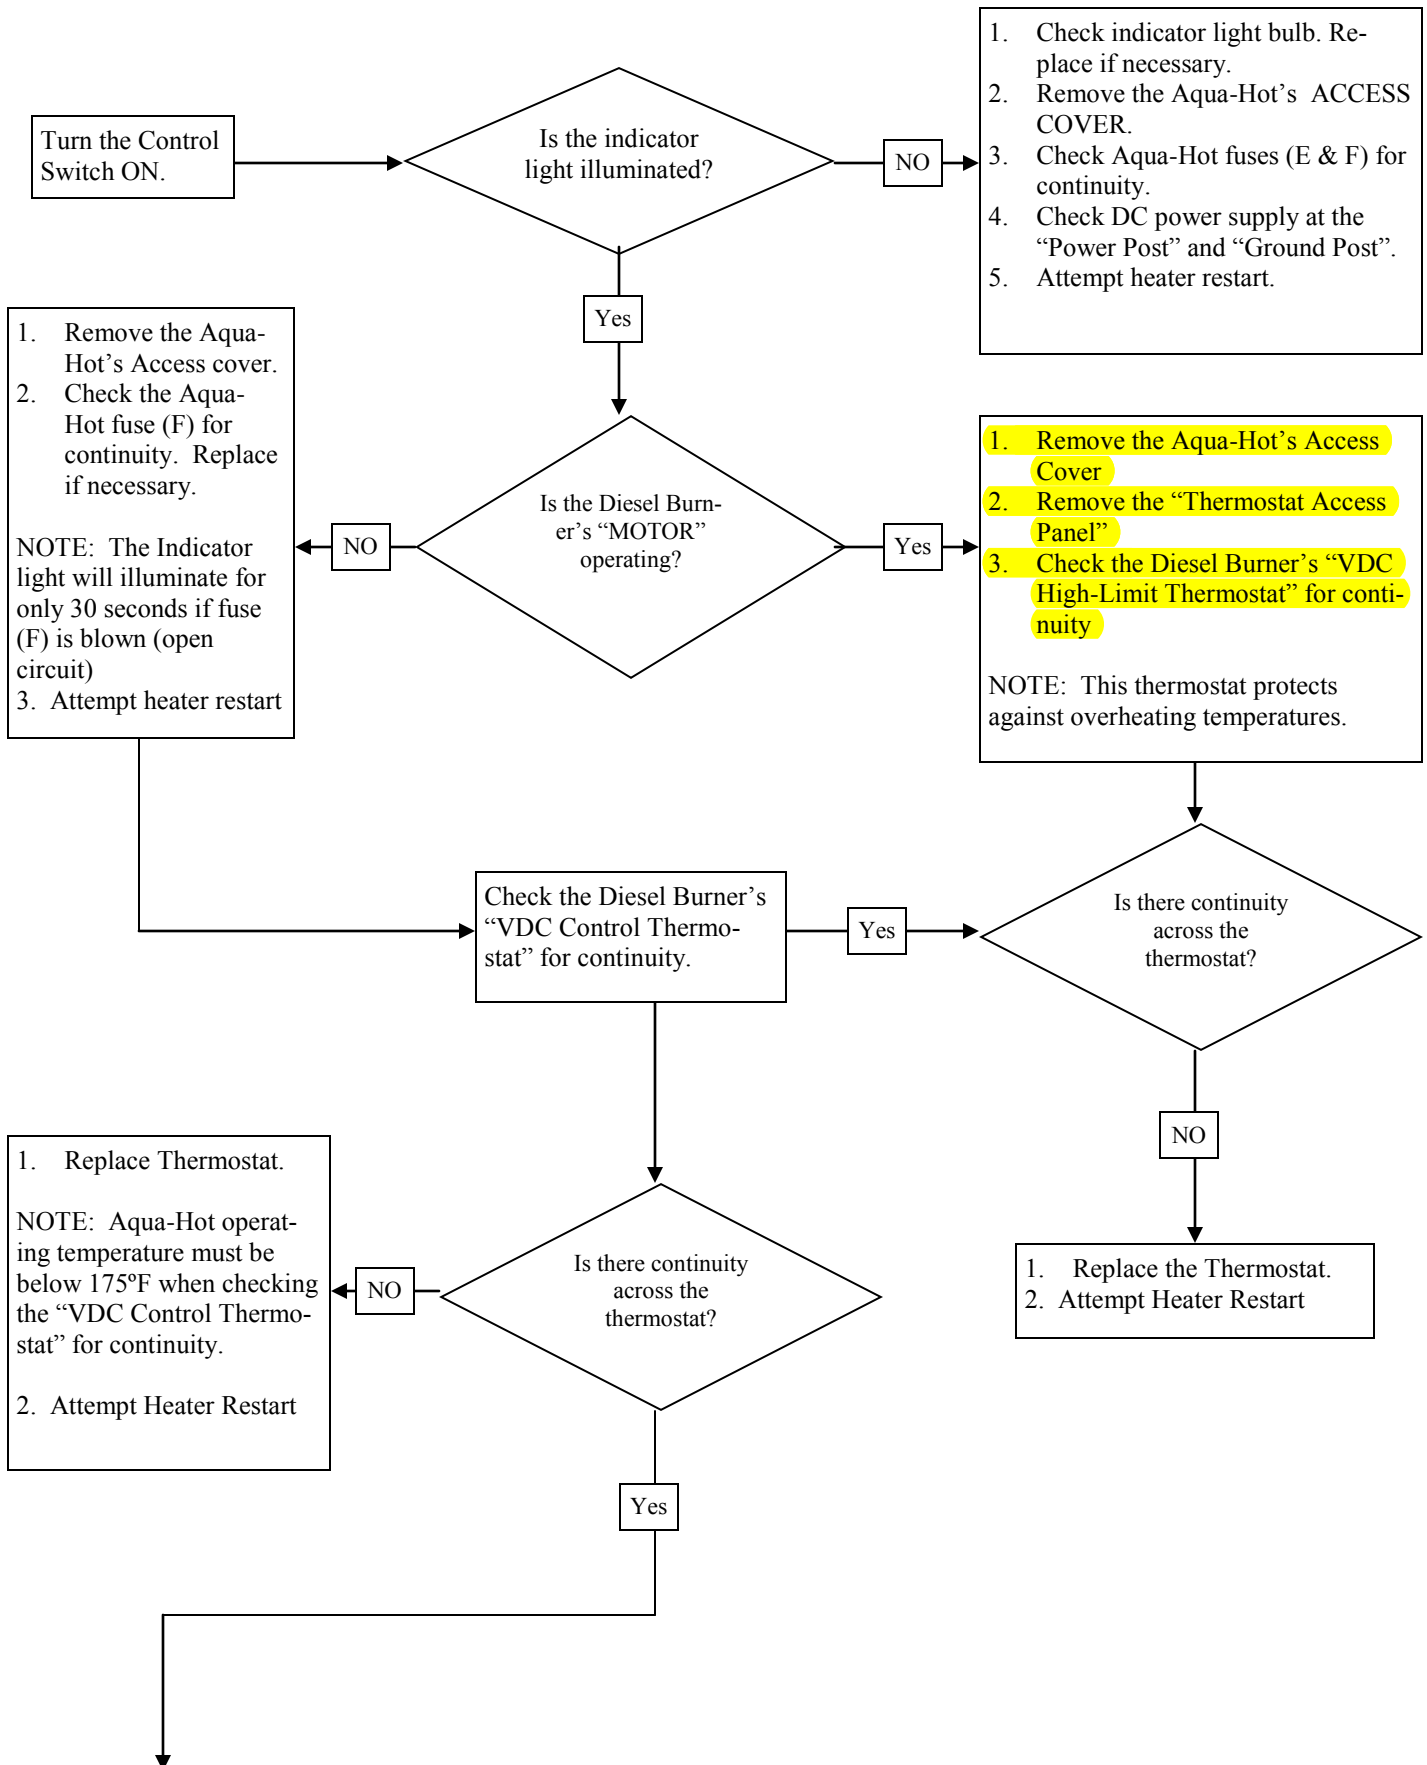 Turn the Control
Switch ON.
Is the indicator
light illuminated?
NO
1. Check indicator light bulb. Re-
place if necessary.
2. Remove the Aqua-Hot’s ACCESS
COVER.
3. Check Aqua-Hot fuses (E & F) for
continuity.
4. Check DC power supply at the
“Power Post” and “Ground Post”.
5. Attempt heater restart.
Yes
1. Remove the Aqua-
Hot’s Access cover.
2. Check the Aqua-
Hot fuse (F) for
continuity. Replace
if necessary.
NOTE: The Indicator
light will illuminate for
only 30 seconds if fuse
(F) is blown (open
circuit)
3. Attempt heater restart
NO
Is the Diesel Burn-
er’s “MOTOR”
operating?
Yes
1. Remove the Aqua-Hot’s Access
Cover
2. Remove the “Thermostat Access
Panel”
3. Check the Diesel Burner’s “VDC
High-Limit Thermostat” for conti-
nuity
NOTE: This thermostat protects
against overheating temperatures.
Check the Diesel Burner’s
“VDC Control Thermo-
stat” for continuity.
Yes
Is there continuity
across the
thermostat?
NO
1. Replace the Thermostat.
2. Attempt Heater Restart
1. Replace Thermostat.
NOTE: Aqua-Hot operat-
ing temperature must be
below 175ºF when checking
the “VDC Control Thermo-
stat” for continuity.
2. Attempt Heater Restart
NO
Is there continuity
across the
thermostat?
Yes